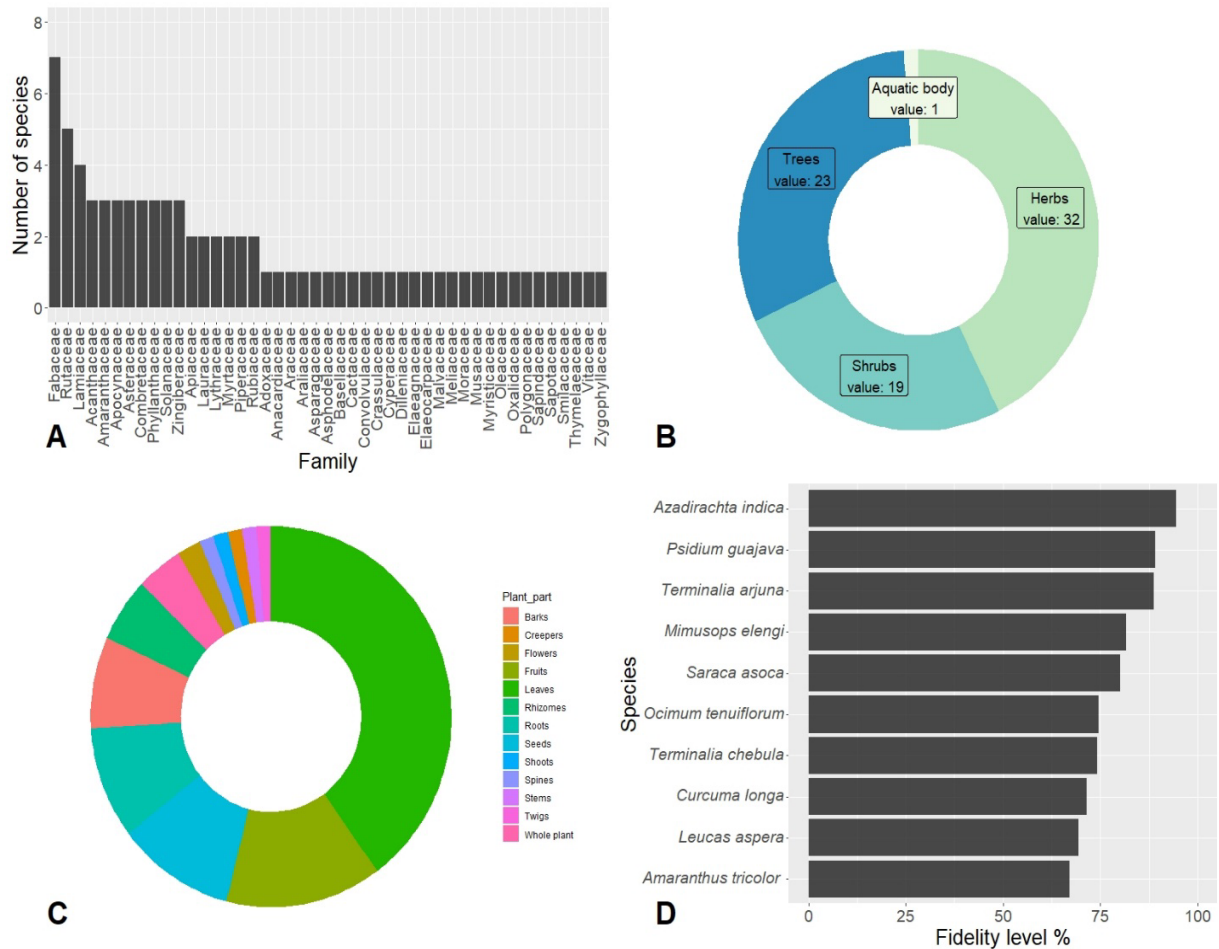 8
6
4
2
0
Number of species
Fabaceae
Rutaceae
Lamiaceae
Acanthaceae
Amaranthaceae
Apocynaceae
Asferaceae
Combretaceae
Phyllanthaceae
Solanaceae
Zingiberaceae
Apiaceae
Lauraceae
Lythraceae
Myrtaceae
Piperaceae
Rubiaceae
Adoxaceae
Anacardiaceae
Araceae
Araliaceae
Asparagaceae
Asphodelaceae
Basellaceae
Cactaceae
Convolvulaceae
Crassulaceae
Cyperaceae
Dilleniaceae
Elaeagnaceae
Elaeocarpaceae
Malvaceae
Meliaceae
Moraceae
Musaceae
Myristicaceae
Oleaceae
Oxalidaceae
Polygonaceae
Sapindaceae
Sapotaceae
Smilacaceae
Thymelaeaceae
Vitaceae
Zygophyllaceae
Family
A
Aquatic body
value: 1
Trees
value: 23
Herbs
value: 32
Shrubs
value: 19
B
Plant_part
Barks
Creepers
Flowers
Fruits
Leaves
Rhizomes
Roots
Seeds
Shoots
Spines
Stems
Twigs
Whole plant
C
Species
Azadirachta indica
Psidium guajava
Terminalia arjuna
Mimusops elengi
Saraca asoca
Ocimum tenuiflorum
Terminalia chebula
Curcuma longa
Leucas aspera
Amaranthus tricolor
0
25
50
75
100
Fidelity level %
D